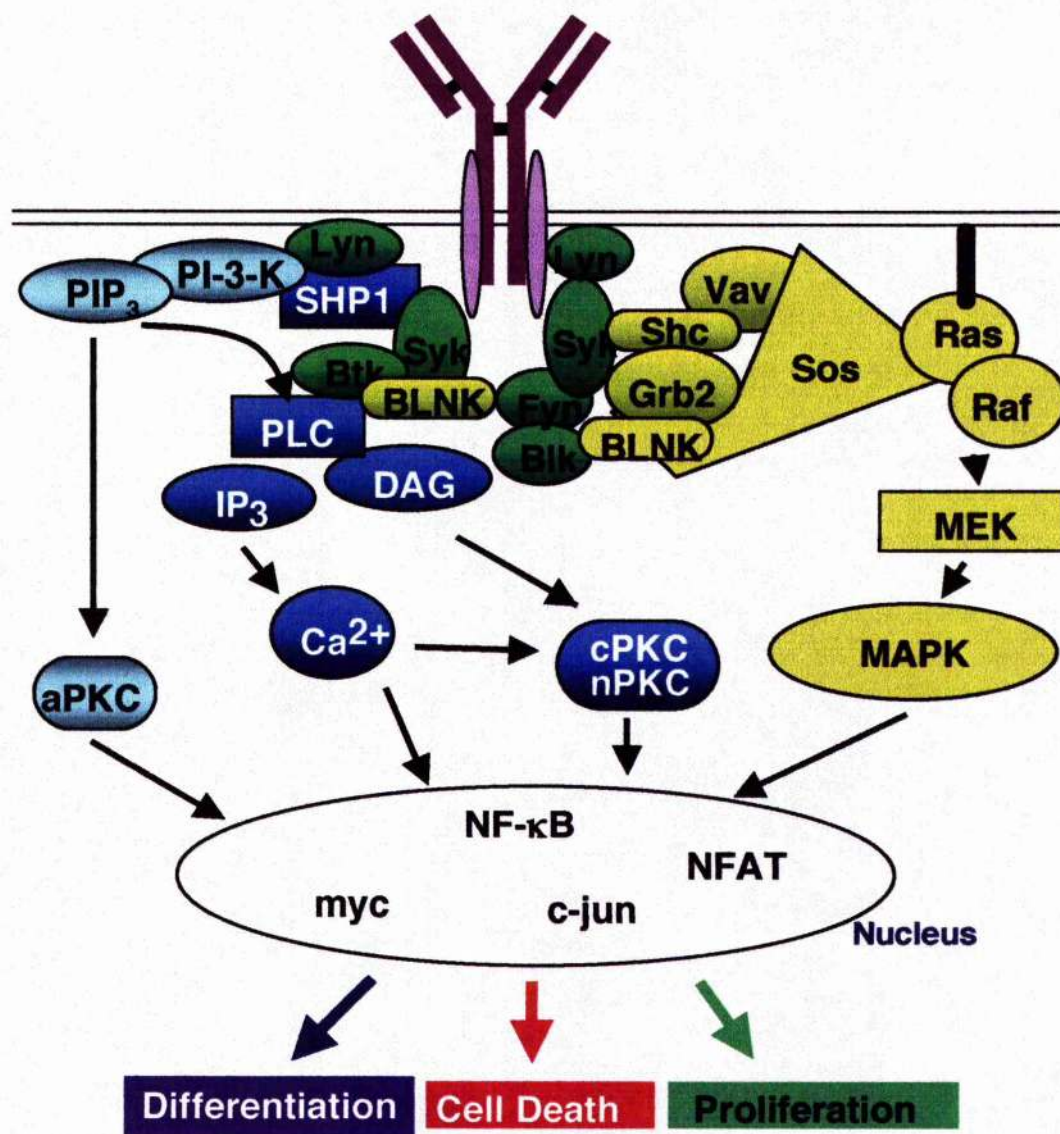 Lyn
Lyn
PI-3-K
PIP3
SHP1
Vav
Shc
Ras
Syk
Syk
Sos
Btk
BLNK
Fyn
Grb2
Raf
PLC
BLNK
Blk
DAG
IP3
MEK
Ca2+
cPKC
nPKC
MAPK
aPKC
NF-κB
NFAT
myc
c-jun
Nucleus
Differentiation
Cell Death
Proliferation